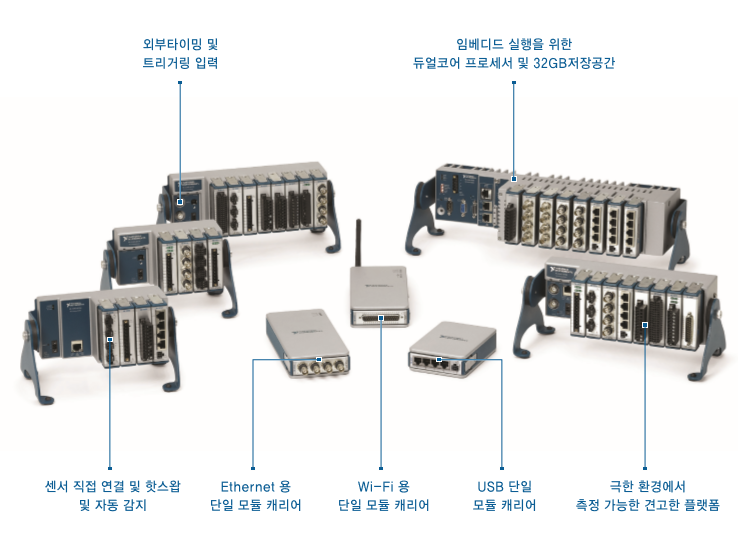 외부타이밍 및
트리거링 입력
임베디드 실행을 위한
듀얼코어 프로세서 및 32GB저장공간
센서 직접 연결 및 핫스왑
및 자동 감지
Ethernet 용
단일 모듈 캐리어
Wi-Fi 용
단일 모듈 캐리어
USB 단일
모듈 캐리어
극한 환경에서
측정 가능한 견고한 플랫폼